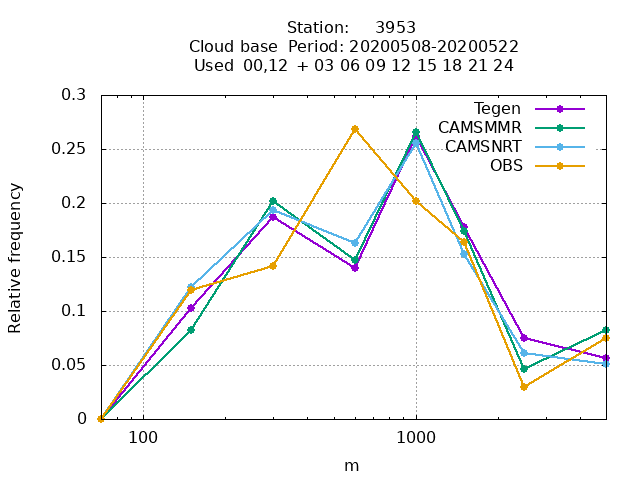 Station: 3953
Cloud base Period: 20200508-20200522
Used 00,12 + 03 06 09 12 15 18 21 24
0.3
0.25
0.2
0.15
0.1
0.05
0
Relative frequency
Tegen
CAMSMMR
CAMSNRT
OBS
100 1000
m